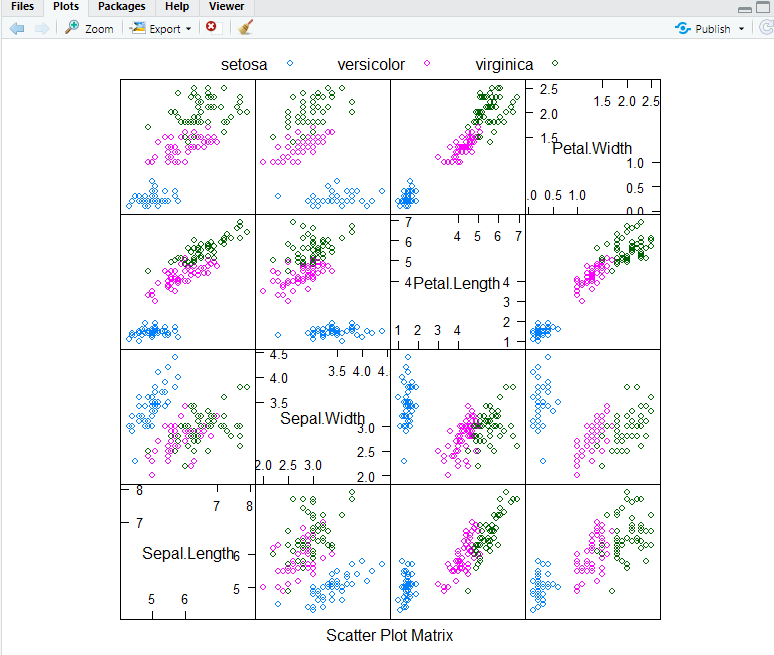 Files Plots Packages Help Viewer
Zoom Export Publish
setosa versicolor virginica
2.5
2.0
1.5
1.5 2.0 2.5
Petal.Width
1.0
0.5
0.0
.0 0.5 1.0
7
6
5
4
4 5 6 7
Petal.Length
4
3
2
1
1 2 3 4
4.5
4.0
3.5
3.5 4.0 4.
Sepal.Width
3.0
2.5
2.0
2.0 2.5 3.0
8
7
7 8
Sepal.Length
6
5
5 6
Scatter Plot Matrix